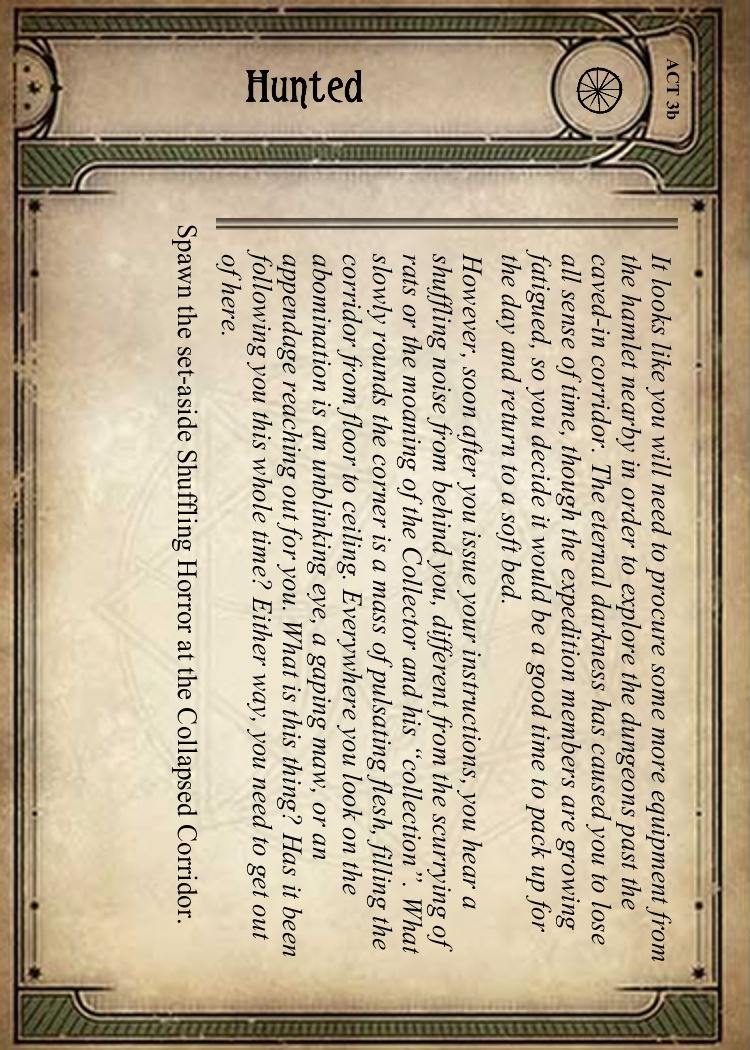 ACT 3b
Hunted
It looks like you will need to procure some more equipment from
the hamlet nearby in order to explore the dungeons past the
caved-in corridor. The eternal darkness has caused you to lose
all sense of time, though the expedition members are growing
fatigued, so you decide it would be a good time to pack up for
the day and return to a soft bed.
However, soon after you issue your instructions, you hear a
shuffling noise from behind you, different from the scurrying of
rats or the moaning of the Collector and his “collection”. What
slowly rounds the corner is a mass of pulsating flesh, filling the
corridor from floor to ceiling. Everywhere you look on the
abomination is an unblinking eye, a gaping maw, or an
appendage reaching out for you. What is this thing? Has it been
following you this whole time? Either way, you need to get out
of here.
Spawn the set-aside Shuffling Horror at the Collapsed Corridor.